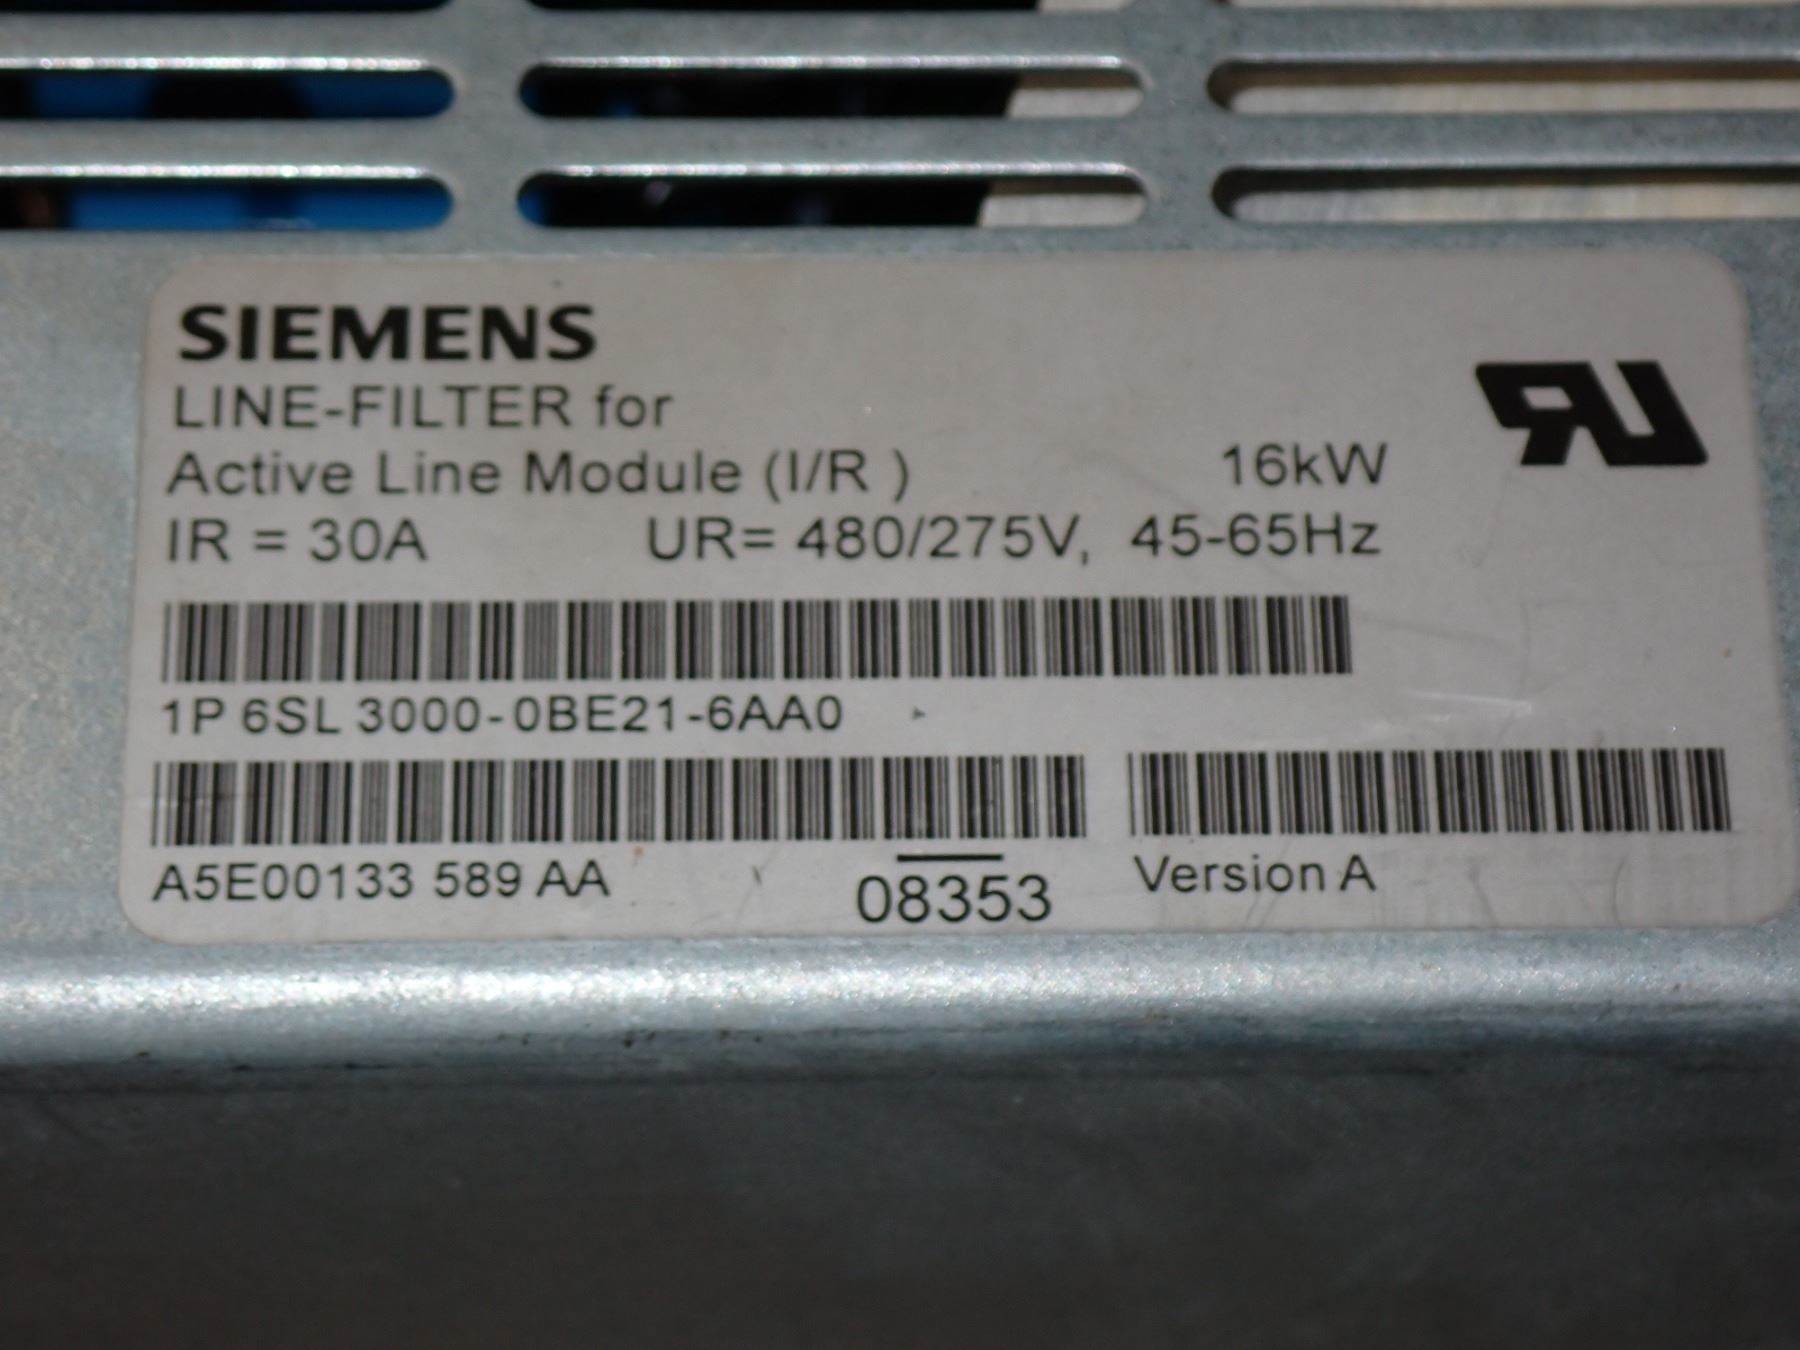 SIEMENS
LINE-FILTER for
Active Line Module (I/R ) 16kW
IR = 30A UR= 480/275V, 45-65Hz
1P 6SL 3000-0BE21-6AA0
A5E00133 589 AA 08353 Version A